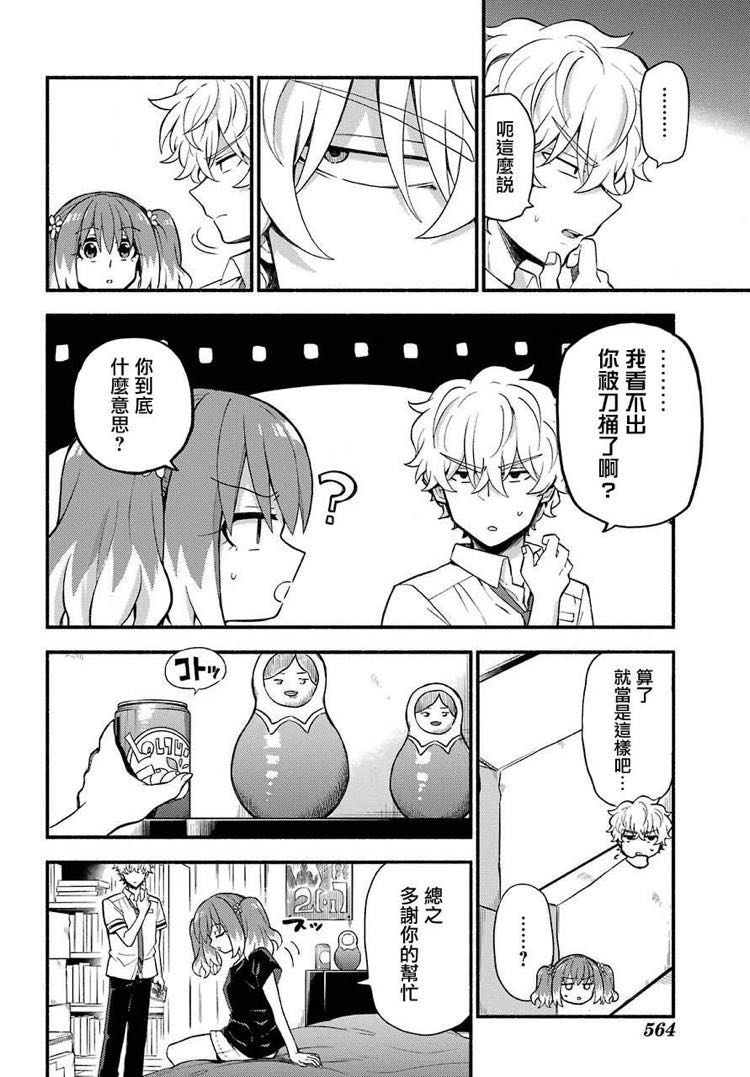 ………
呃這麼說
………
我看不出
你被刀捅了啊?
你到底
什麼意思?
?
算了
就當是這樣吧…
……?
コトッ
總之
多謝你的幫忙
ズッ
564